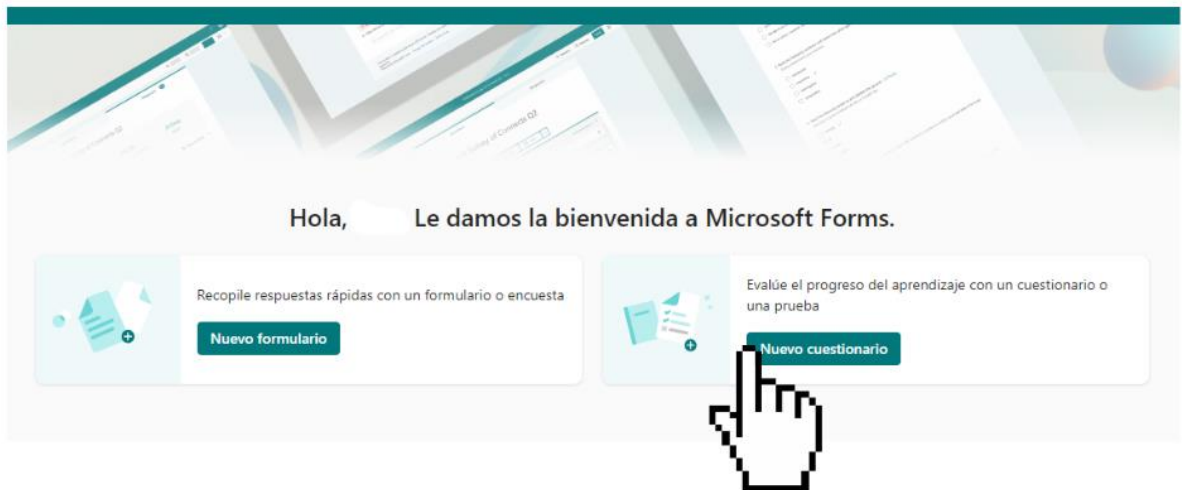 Hola, Le damos la bienvenida a Microsoft Forms.
Recopile respuestas rápidas con un formulario o encuesta
Nuevo formulario
Evalúe el progreso del aprendizaje con un cuestionario o
una prueba
Nuevo cuestionario